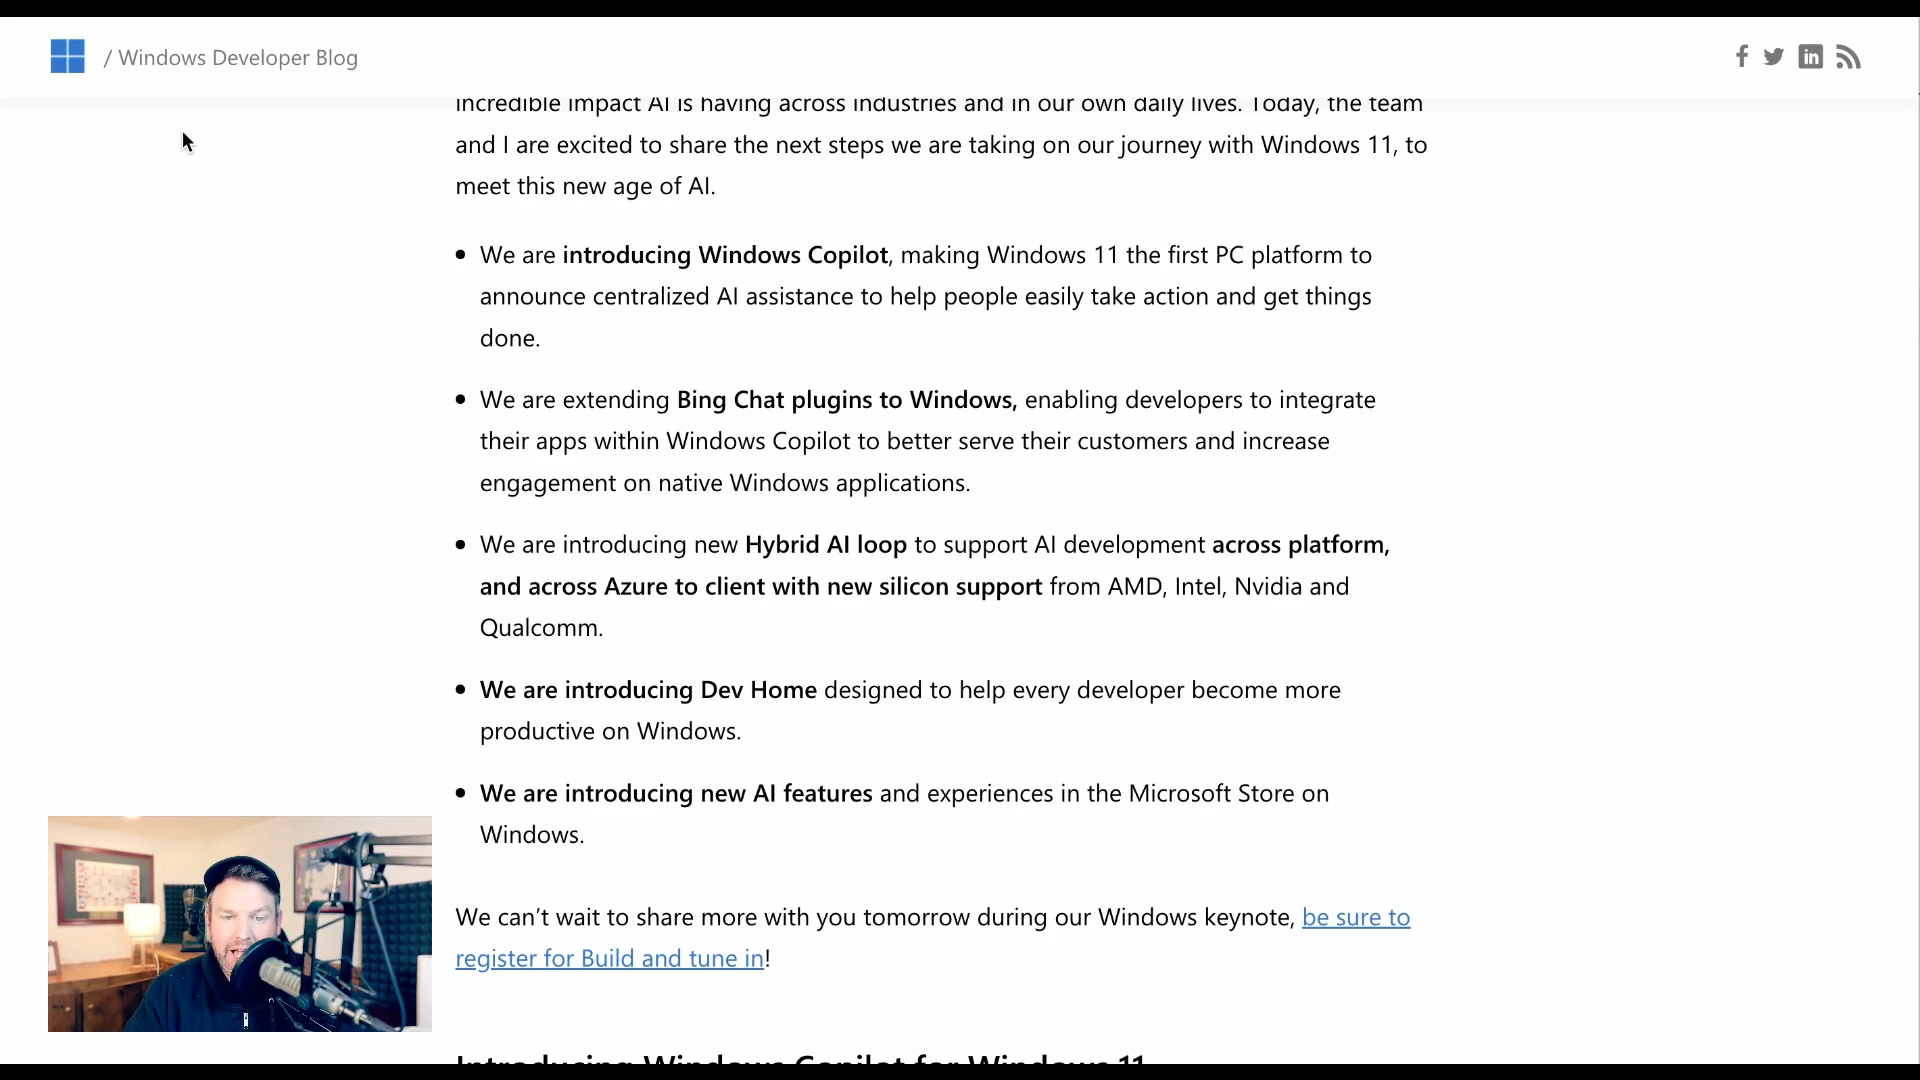 / Windows Developer Blog
incredible impact AI is having across industries and in our own daily lives. Today, the team
and I are excited to share the next steps we are taking on our journey with Windows 11, to
meet this new age of AI.
• We are introducing Windows Copilot, making Windows 11 the first PC platform to
announce centralized AI assistance to help people easily take action and get things
done.
• We are extending Bing Chat plugins to Windows, enabling developers to integrate
their apps within Windows Copilot to better serve their customers and increase
engagement on native Windows applications.
• We are introducing new Hybrid AI loop to support AI development across platform,
and across Azure to client with new silicon support from AMD, Intel, Nvidia and
Qualcomm.
• We are introducing Dev Home designed to help every developer become more
productive on Windows.
• We are introducing new AI features and experiences in the Microsoft Store on
Windows.
We can’t wait to share more with you tomorrow during our Windows keynote, be sure to
register for Build and tune in!
Introducing Windows Copilot for Windows 11